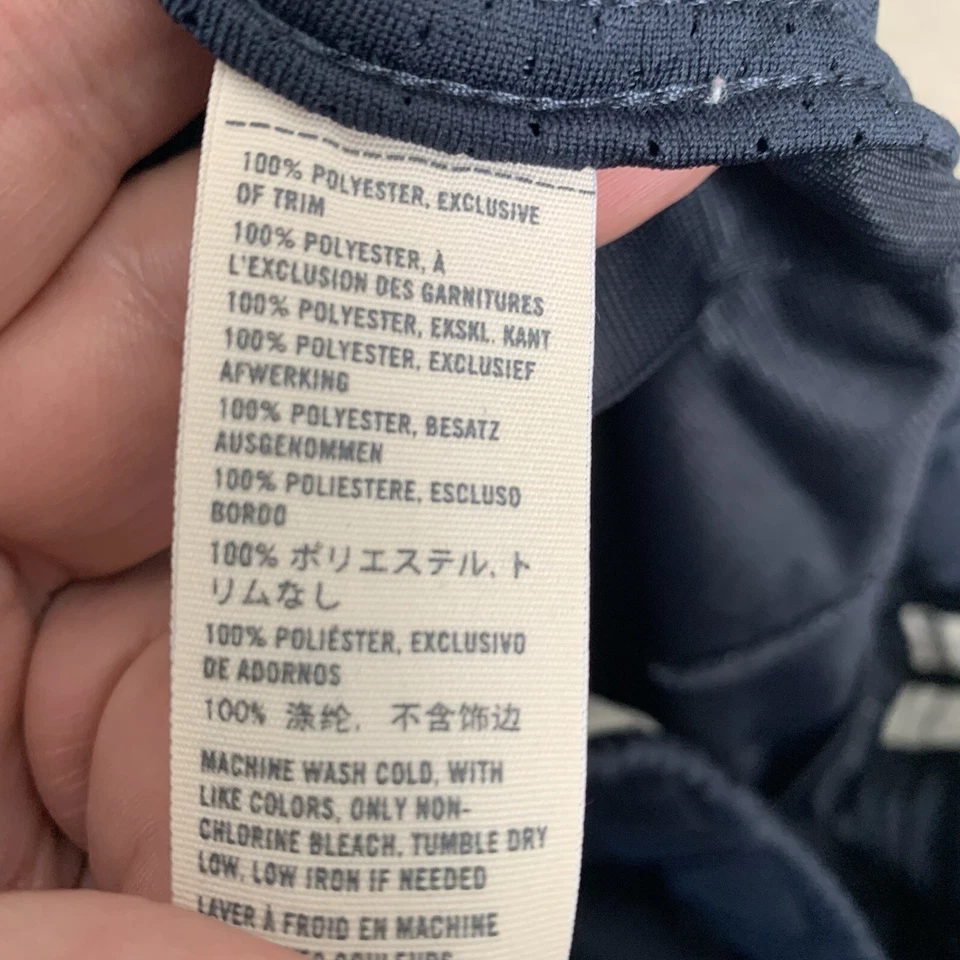 100% POLYESTER, EXCLUSIVE
OF TRIM
100% POLYESTER, À
L'EXCLUSION DES GARNITURES
100% POLYESTER, EKSKL. KANT
100% POLYESTER, EXCLUSIEF
AFWERKING
100% POLYESTER, BESATZ
AUSGENOMMEN
100% POLIESTERE, ESCLUSO
BORDO
100% ポリエステル, ト
リムなし
100% POLIÉSTER, EXCLUSIVO
DE ADORNOS
100% 涤纶, 不含饰边
MACHINE WASH COLD, WITH
LIKE COLORS, ONLY NON-
CHLORINE BLEACH. TUMBLE DRY
LOW. LOW IRON IF NEEDED
LAVER À FROID EN MACHINE
COULEURS